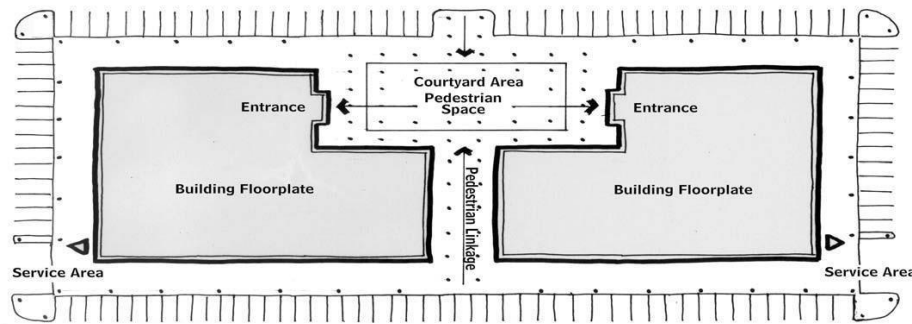 Courtyard Area
Pedestrian
Space
Entrance
Entrance
Building Floorplate
Building Floorplate
Pedestrian Linkage
Service Area
Service Area